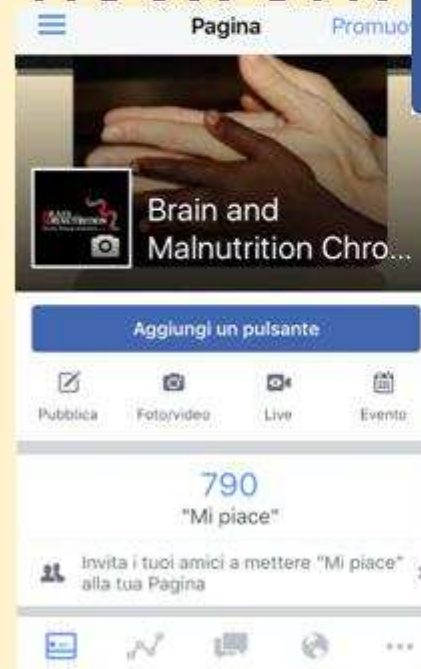 Pagina
Promuov
Brain and
Malnutrition Chro...
Aggiungi un pulsante
Pubblica
Foto/video
Live
Evento
790
"Mi piace"
Invita i tuoi amici a mettere "Mi piace"
alla tua Pagina